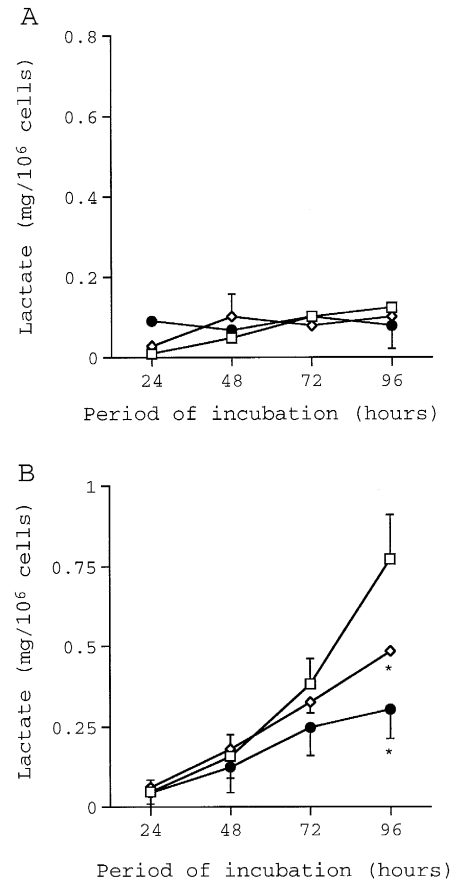 A
Lactate (mg/10⁶ cells)
0.8
0.6
0.4
0.2
0
24 48 72 96
Period of incubation (hours)
B
Lactate (mg/10⁶ cells)
1
0.75
0.5
0.25
0
*
*
24 48 72 96
Period of incubation (hours)